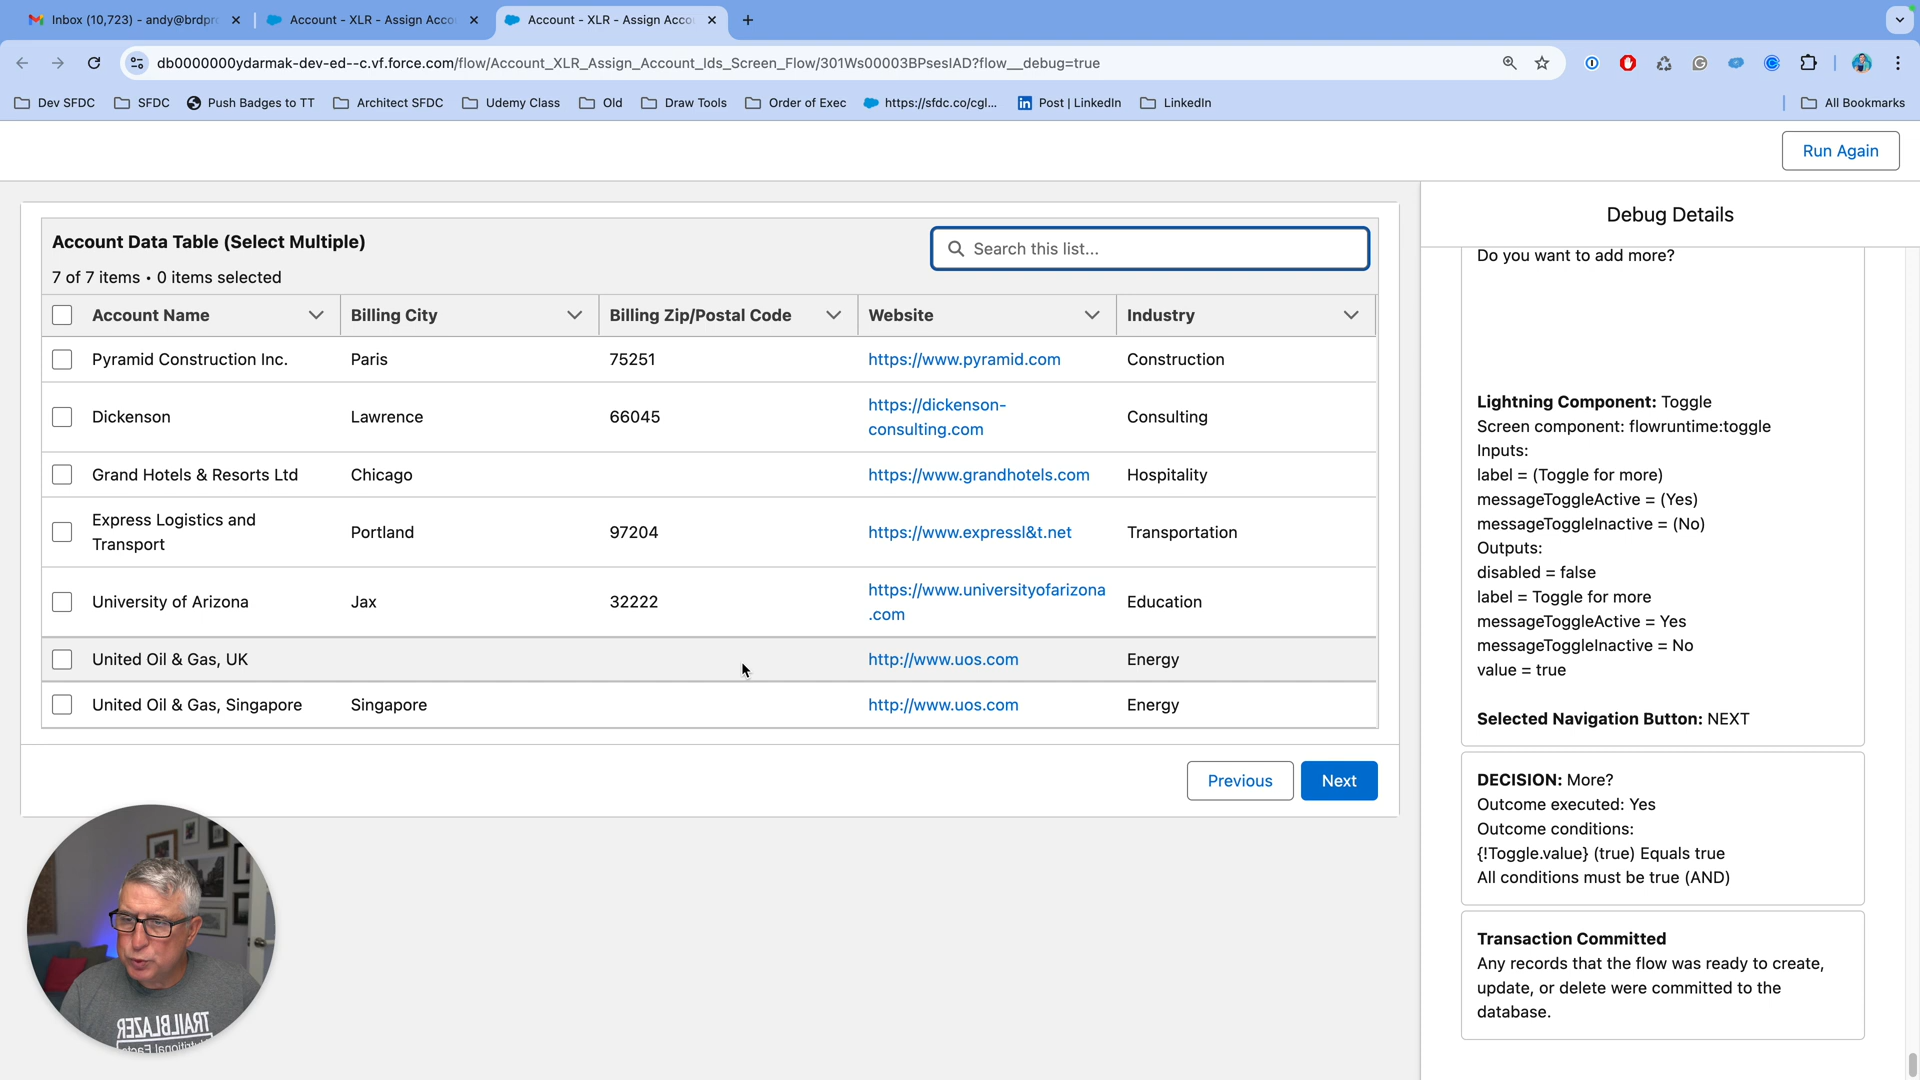 Inbox (10,723) - andy@brdpr
Account - XLR - Assign Acco
Account - XLR - Assign Acco
db0000000ydarmak-dev-ed--c.vf.force.com/flow/Account_XLR_Assign_Account_Ids_Screen_Flow/301Ws00003BPsesIAD?flow__debug=true
Dev SFDC
SFDC
Push Badges to TT
Architect SFDC
Udemy Class
Old
Draw Tools
Order of Exec
https://sfdc.co/cgl...
Post | LinkedIn
LinkedIn
All Bookmarks
Run Again
Account Data Table (Select Multiple)
7 of 7 items • 0 items selected
Search this list...
Account Name Billing City Billing Zip/Postal Code Website Industry
Pyramid Construction Inc. Paris 75251 https://www.pyramid.com Construction
Dickenson Lawrence 66045 https://dickenson-
consulting.com Consulting
Grand Hotels & Resorts Ltd Chicago https://www.grandhotels.com Hospitality
Express Logistics and
Transport Portland 97204 https://www.expressl&t.net Transportation
University of Arizona Jax 32222 https://www.universityofarizona
.com Education
United Oil & Gas, UK http://www.uos.com Energy
United Oil & Gas, Singapore Singapore http://www.uos.com Energy
Previous
Next
Debug Details
Do you want to add more?
Lightning Component: Toggle
Screen component: flowruntime:toggle
Inputs:
label = (Toggle for more)
messageToggleActive = (Yes)
messageToggleInactive = (No)
Outputs:
disabled = false
label = Toggle for more
messageToggleActive = Yes
messageToggleInactive = No
value = true
Selected Navigation Button: NEXT
DECISION: More?
Outcome executed: Yes
Outcome conditions:
{!Toggle.value} (true) Equals true
All conditions must be true (AND)
Transaction Committed
Any records that the flow was ready to create,
update, or delete were committed to the
database.
TRAILBLAZER